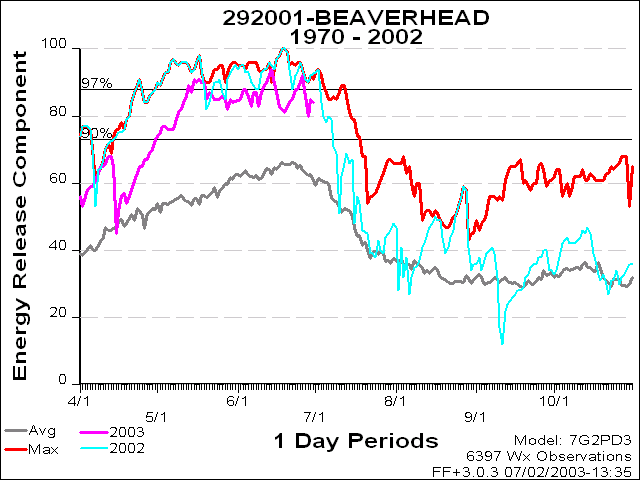 292001-BEAVERHEAD
1970 - 2002
Energy Release Component
100
97%
80
90%
60
40
20
0
4/1
5/1
6/1
7/1
8/1
9/1
10/1
1 Day Periods
Avg
Max
2003
2002
Model: 7G2PD3
6397 Wx Observations
FF+3.0.3 07/02/2003-13:35